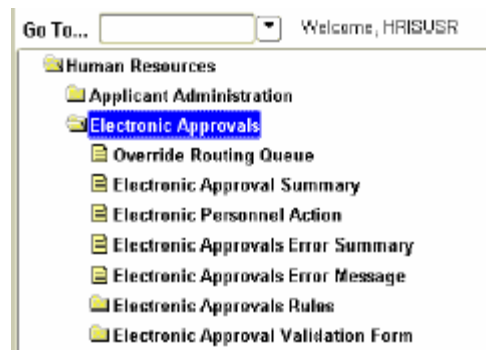 Go To... Welcome, HRISUSR
Human Resources
Applicant Administration
Electronic Approvals
Override Routing Queue
Electronic Approval Summary
Electronic Personnel Action
Electronic Approvals Error Summary
Electronic Approvals Error Message
Electronic Approvals Rules
Electronic Approval Validation Form